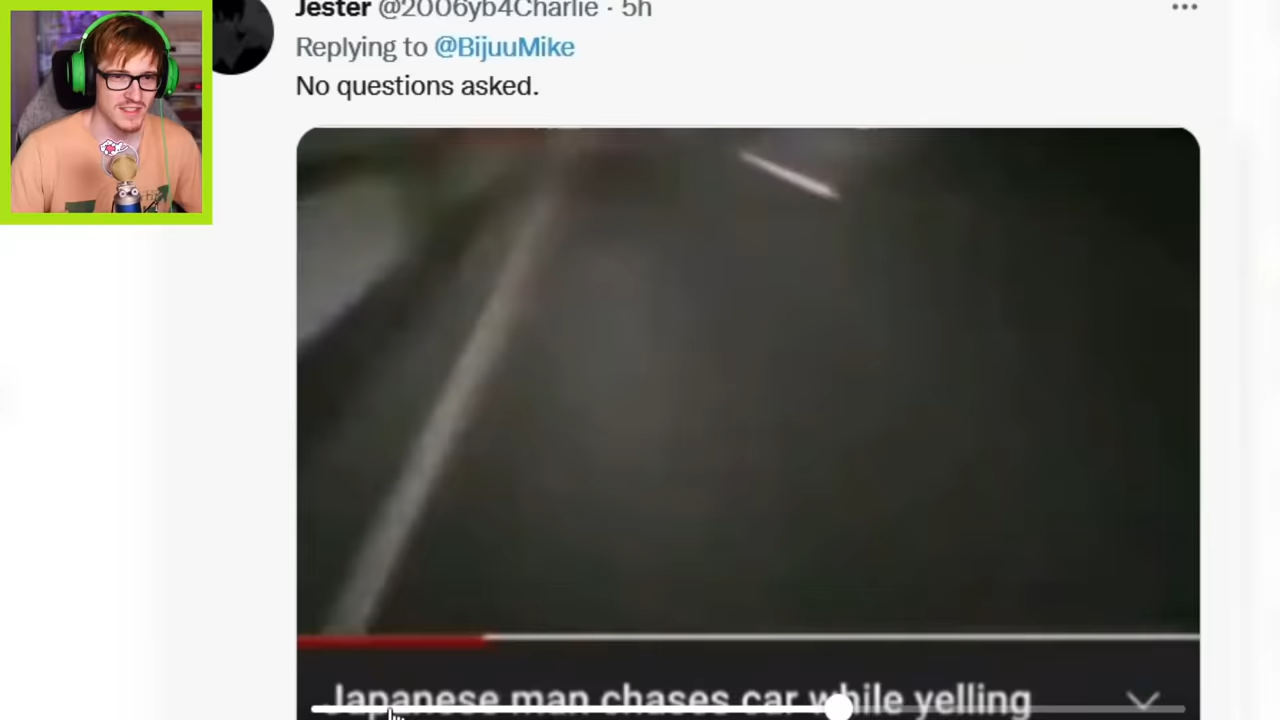 Jester @2006yb4Charlie · 5h
Replying to @BijuuMike
No questions asked.
Japanese man chases car while yelling